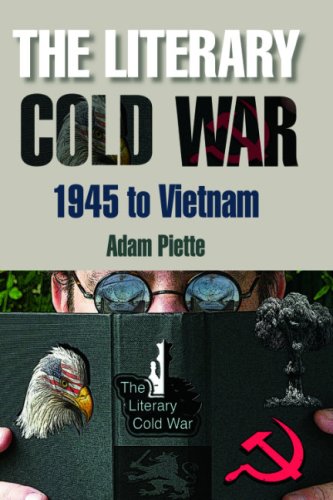 THE LITERARY
COLD WAR
1945 to Vietnam
Adam Piette
The
Literary
Cold War